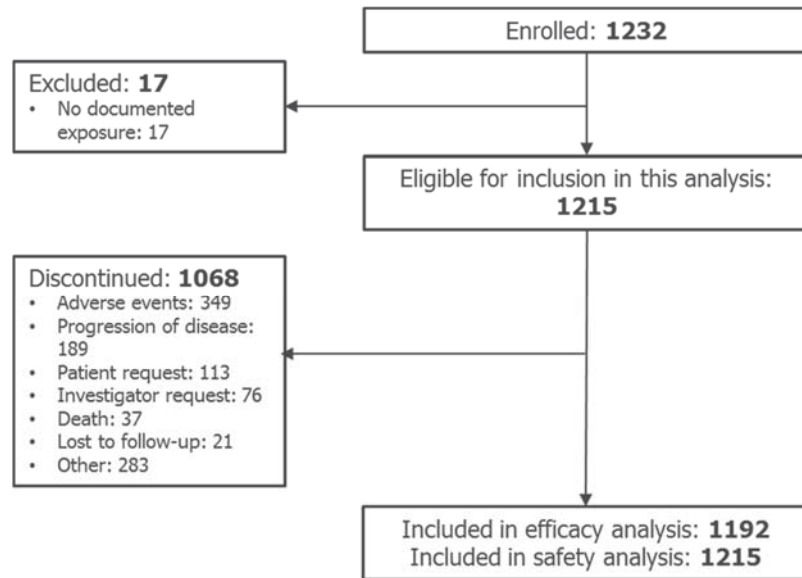 Enrolled: 1232
Excluded: 17
• No documented
exposure: 17
Eligible for inclusion in this analysis:
1215
Discontinued: 1068
• Adverse events: 349
• Progression of disease:
189
• Patient request: 113
• Investigator request: 76
• Death: 37
• Lost to follow-up: 21
• Other: 283
Included in efficacy analysis: 1192
Included in safety analysis: 1215